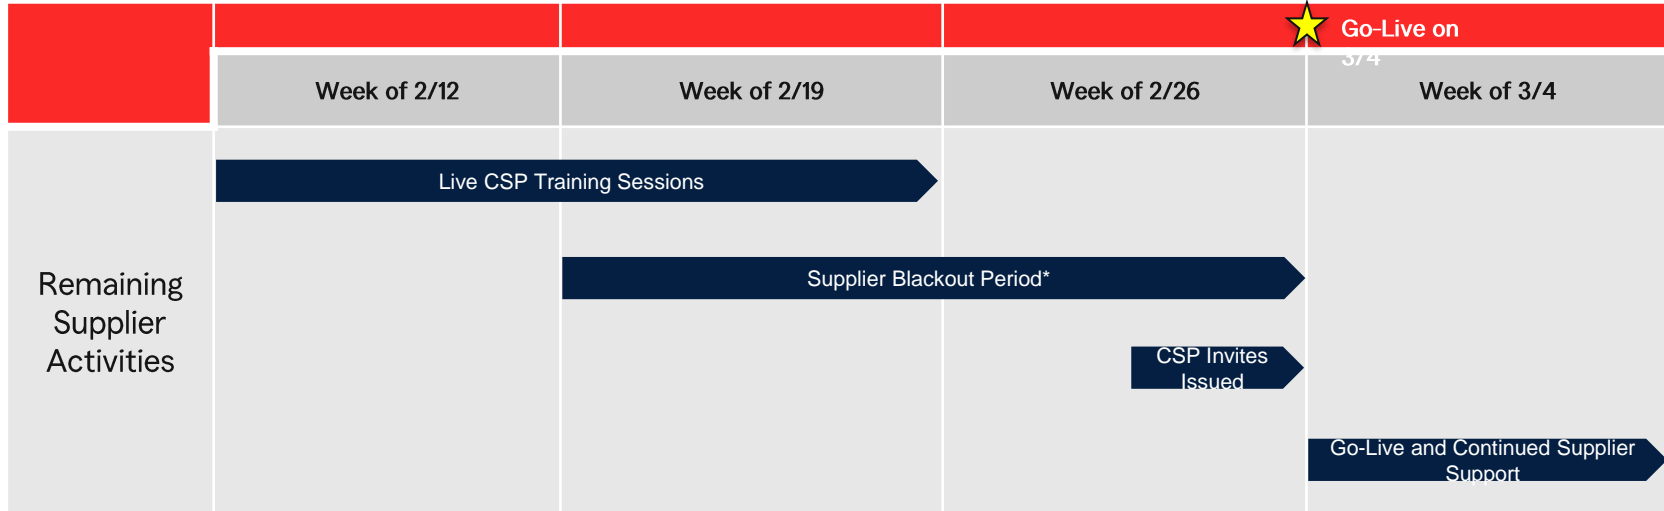 Go-Live on
3/4
Week of 2/12
Week of 2/19
Week of 2/26
Week of 3/4
Remaining
Supplier
Activities
Live CSP Training Sessions
Supplier Blackout Period*
CSP Invites
Issued
Go-Live and Continued Supplier
Support